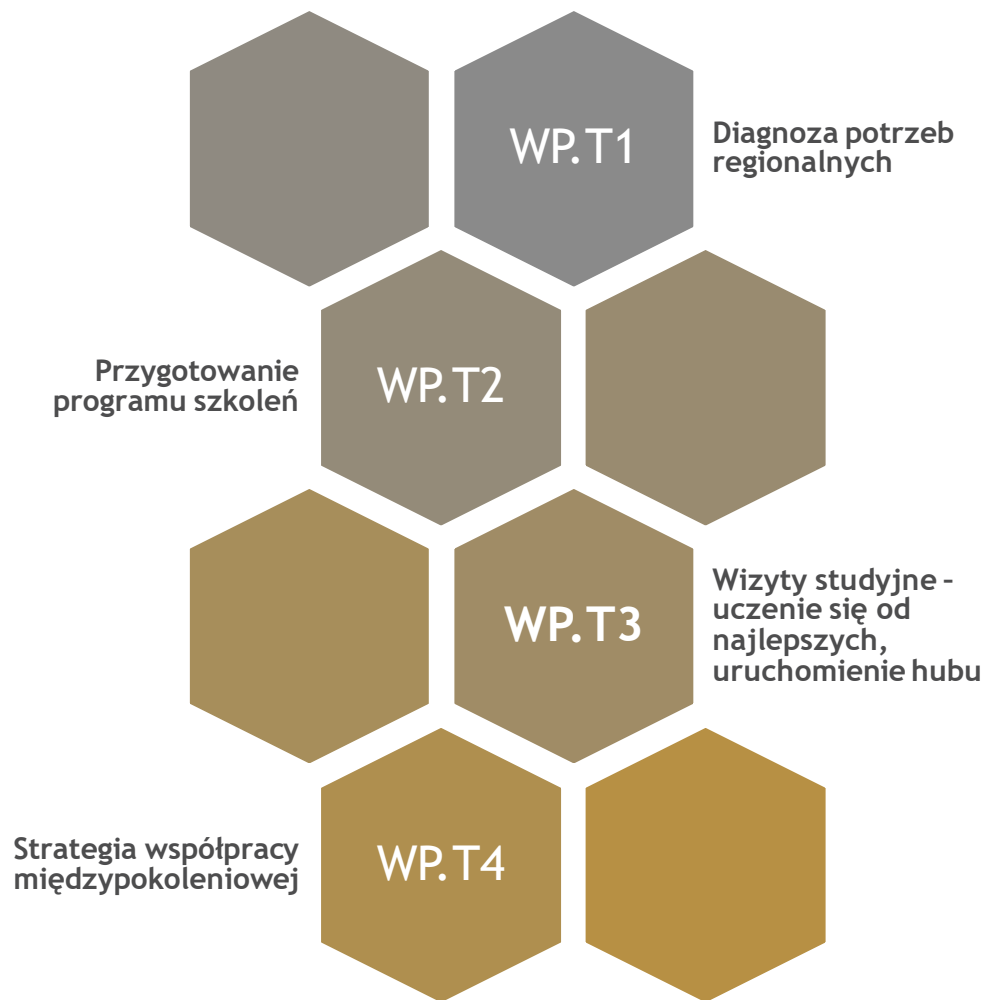 WP.T1
Diagnoza potrzeb
regionalnych
Przygotowanie
programu szkoleń
WP.T2
WP.T3
Wizyty studyjne –
uczenie się od
najlepszych,
uruchomienie hubu
Strategia współpracy
międzypokoleniowej
WP.T4